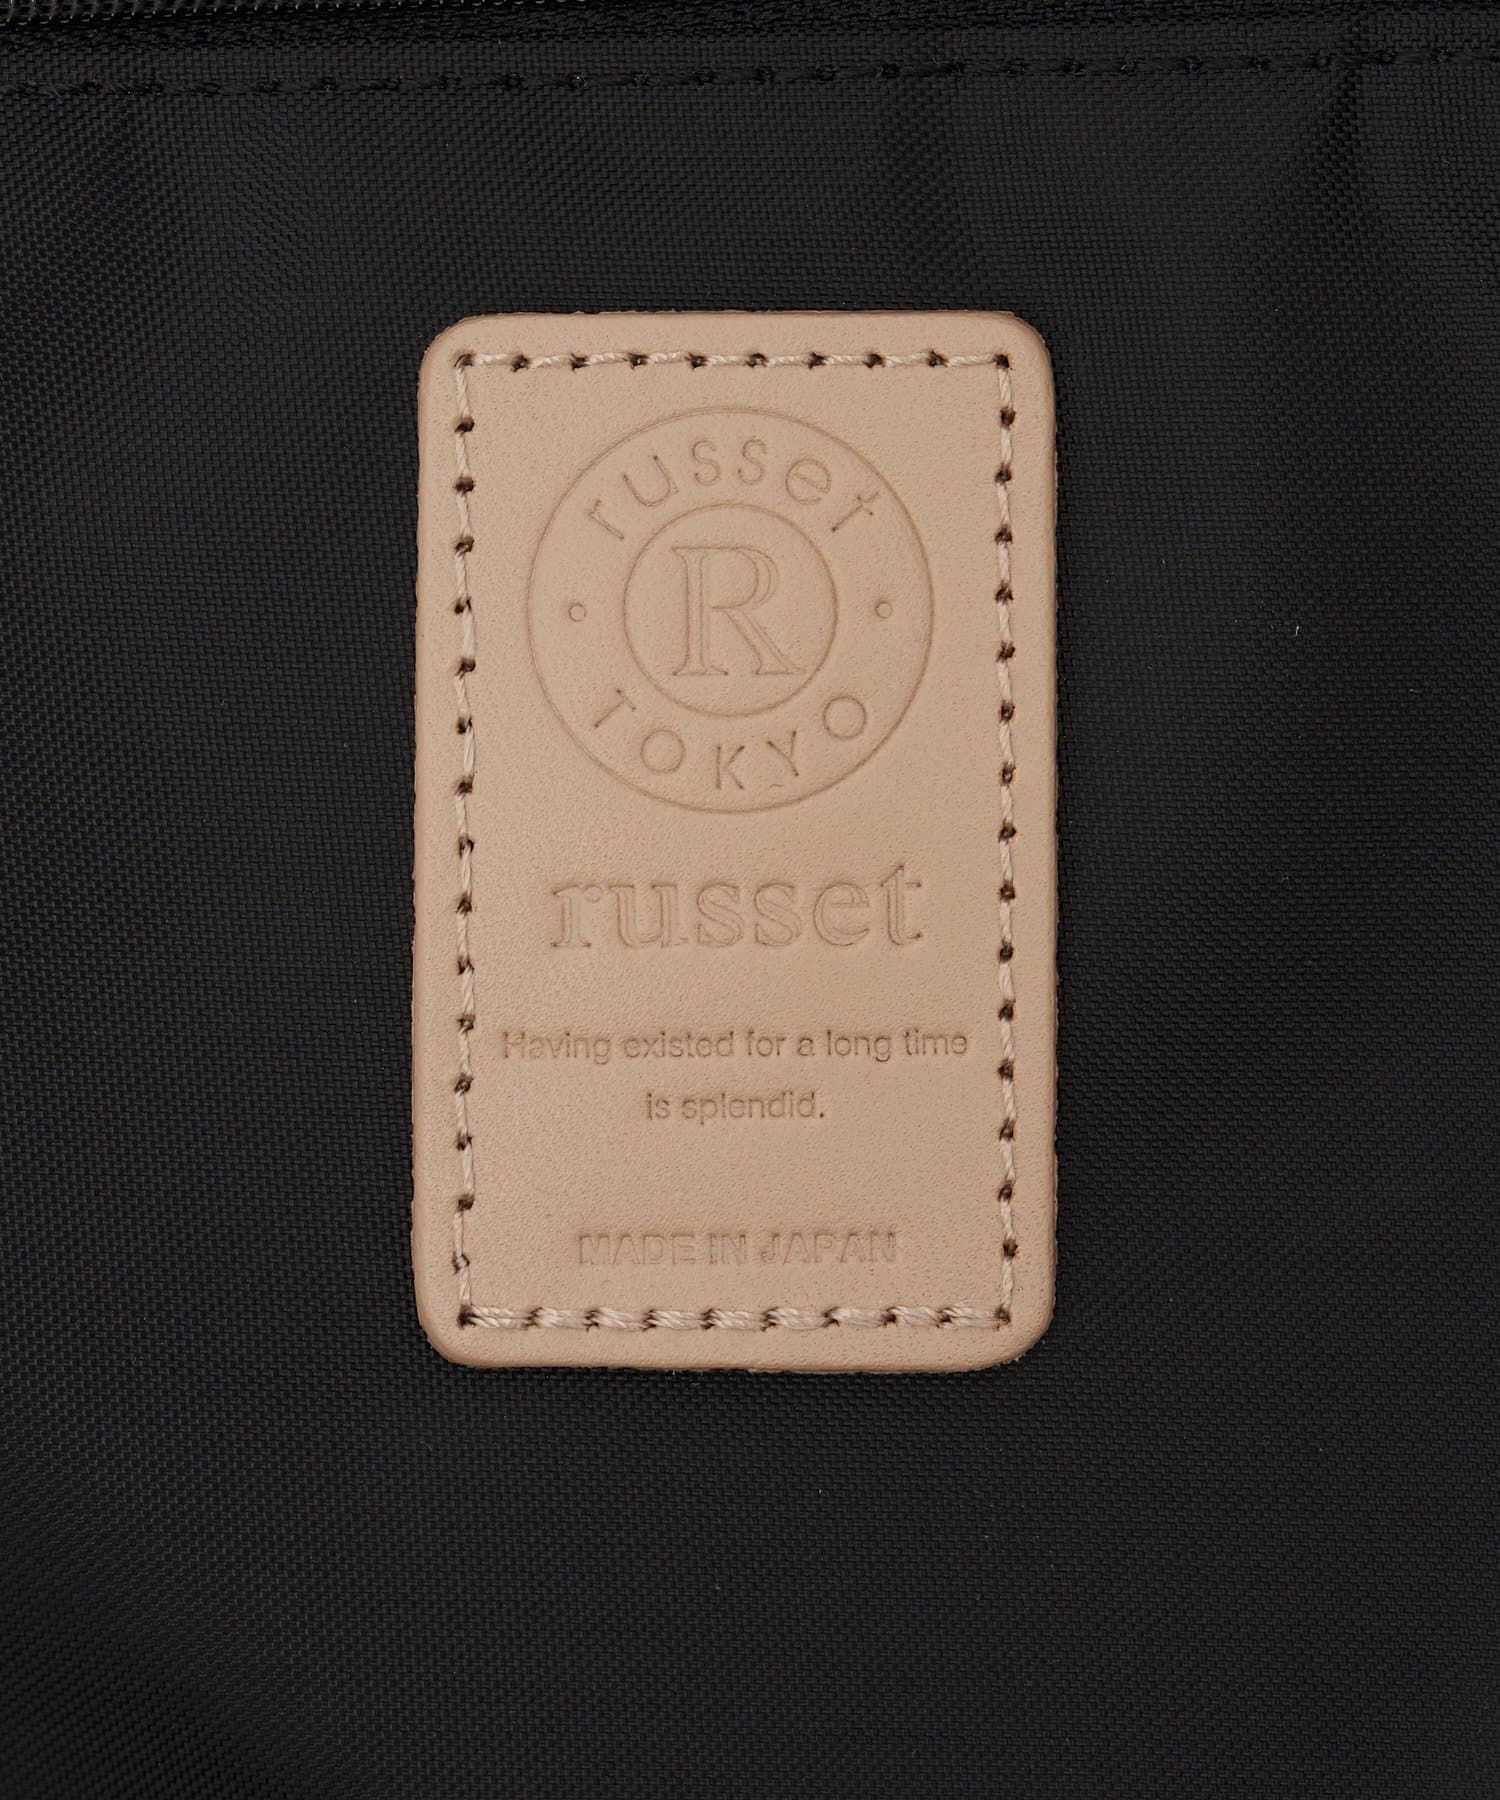 russet
R
TOKYO
russet
Having existed for a long time
is splendid.
MADE IN JAPAN